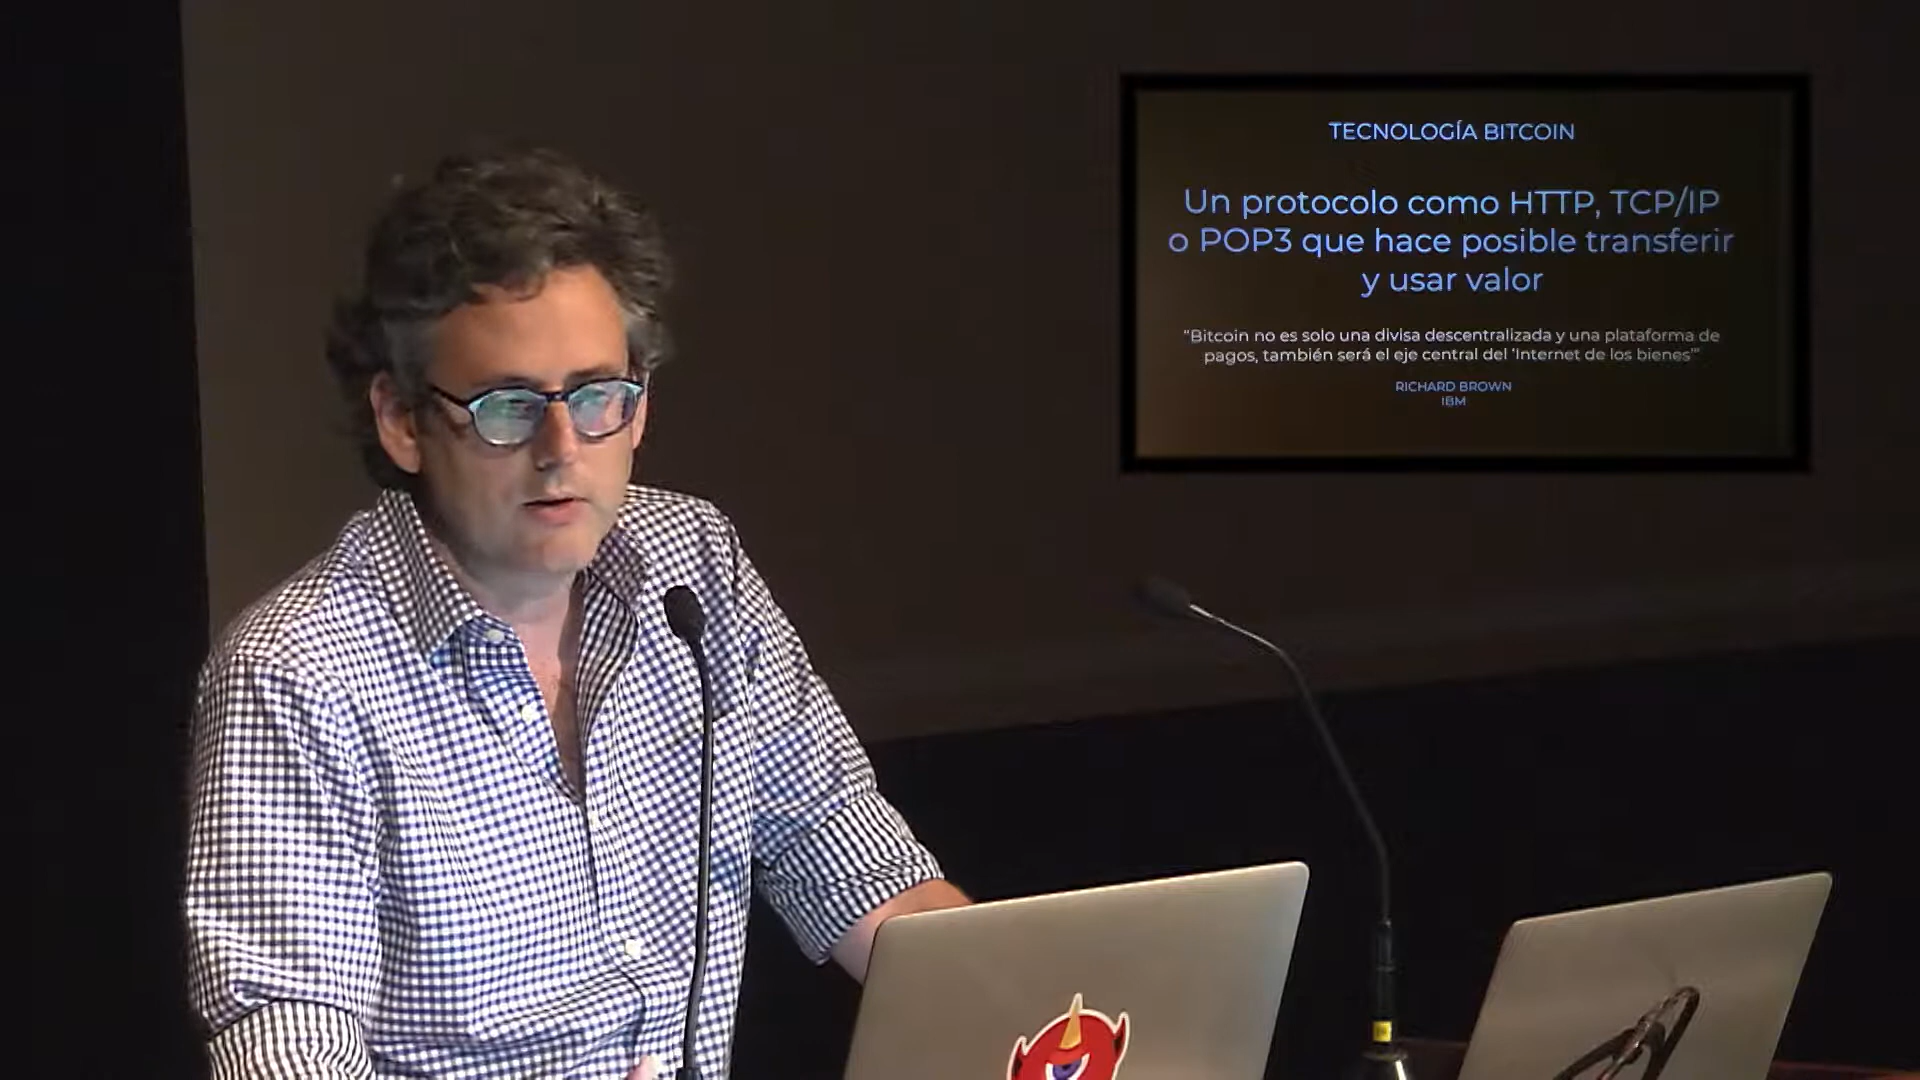 TECNOLOGÍA BITCOIN
Un protocolo como HTTP, TCP/IP
o POP3 que hace posible transferir
y usar valor
“Bitcoin no es solo una divisa descentralizada y una plataforma de
pagos, también será el eje central del ‘Internet de los bienes’”
RICHARD BROWN
IBM